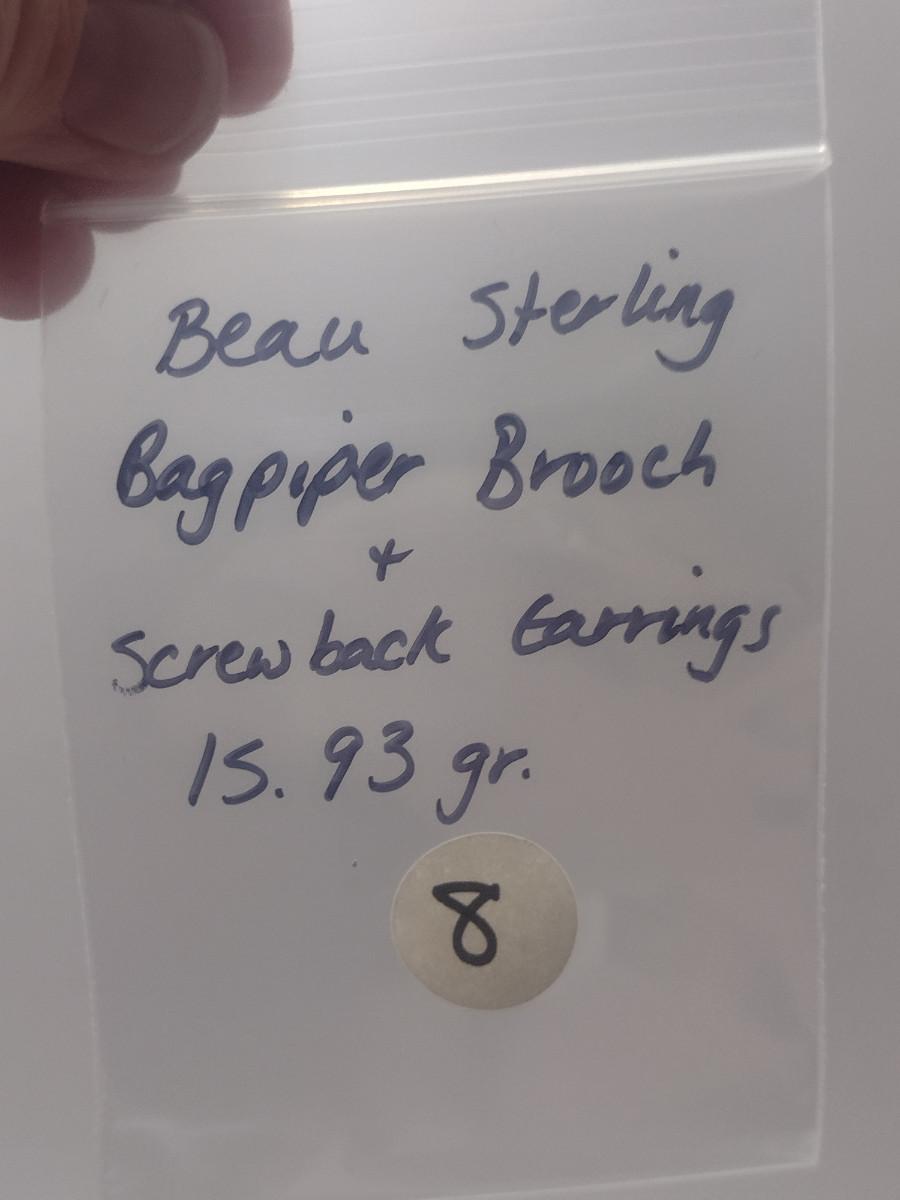 Beau Sterling
Bagpiper Brooch
+
Screwback Earrings
15.93 gr.
8